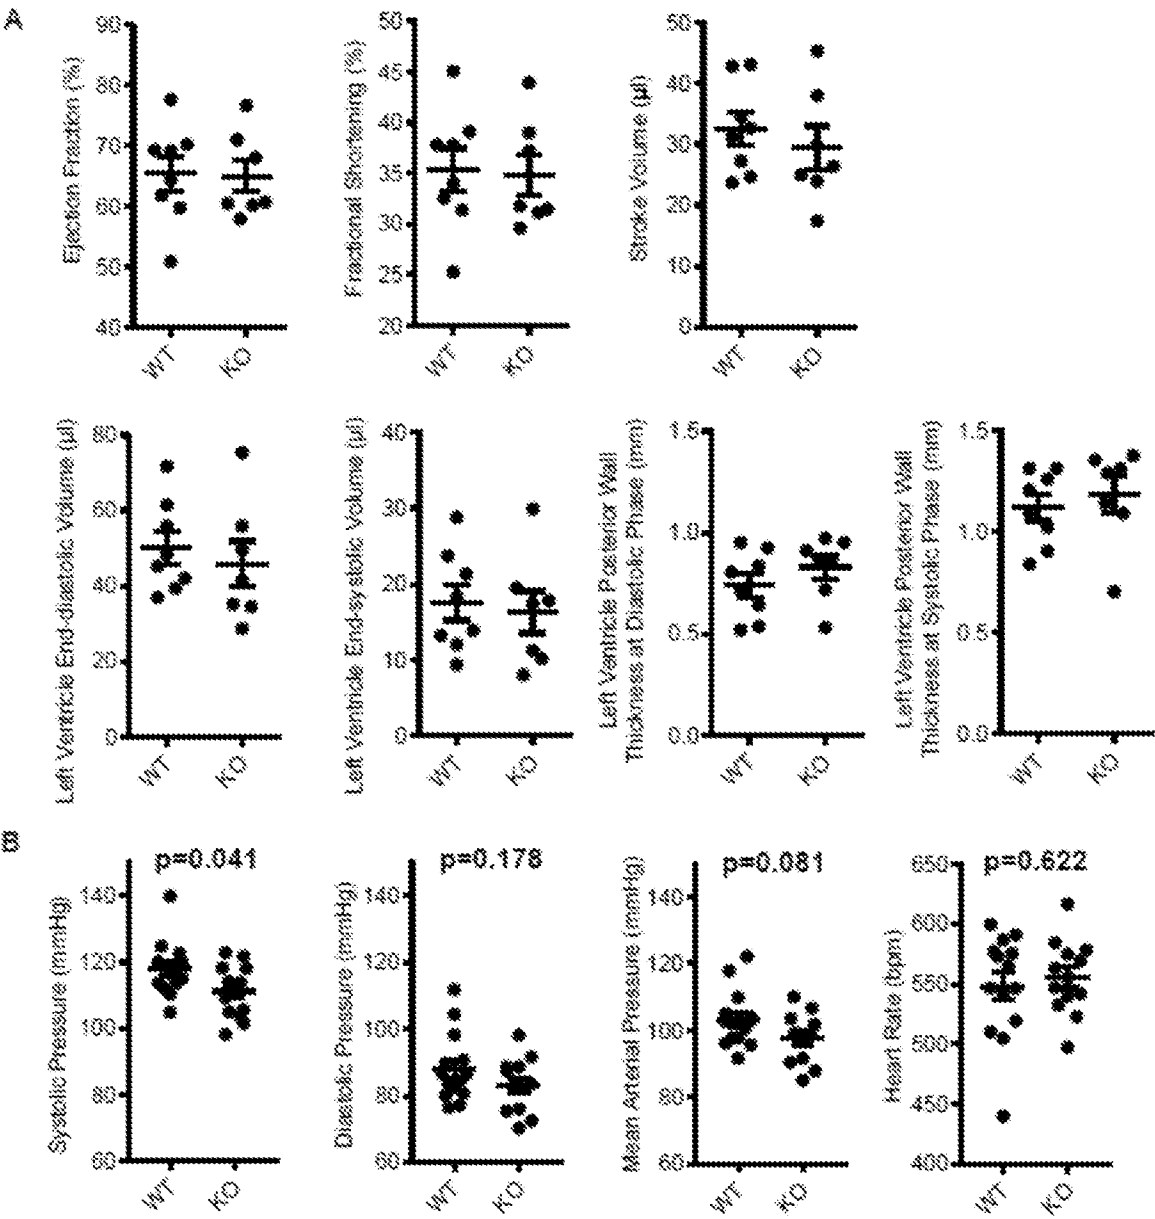 A
Ejection Fraction (%)
90
80
70
60
50
40
WT
KO
Fractional Shortening (%)
50
45
40
35
30
25
20
WT
KO
Stroke Volume (µl)
50
40
30
20
10
0
WT
KO
Left Ventricle End-diastolic Volume (µl)
80
60
40
20
0
WT
KO
Left Ventricle End-systolic Volume (µl)
40
30
20
10
0
WT
KO
Left Ventricle Posterior Wall
Thickness at Diastolic Phase (mm)
1.5
1.0
0.5
0.0
WT
KO
Left Ventricle Posterior Wall
Thickness at Systolic Phase (mm)
1.5
1.0
0.5
0.0
WT
KO
B
p=0.041
Systolic Pressure (mmHg)
140
120
100
80
60
WT
KO
p=0.178
Diastolic Pressure (mmHg)
140
120
100
80
60
WT
KO
p=0.081
Mean Arterial Pressure (mmHg)
140
120
100
80
60
WT
KO
p=0.622
Heart Rate (bpm)
650
600
550
500
450
400
WT
KO